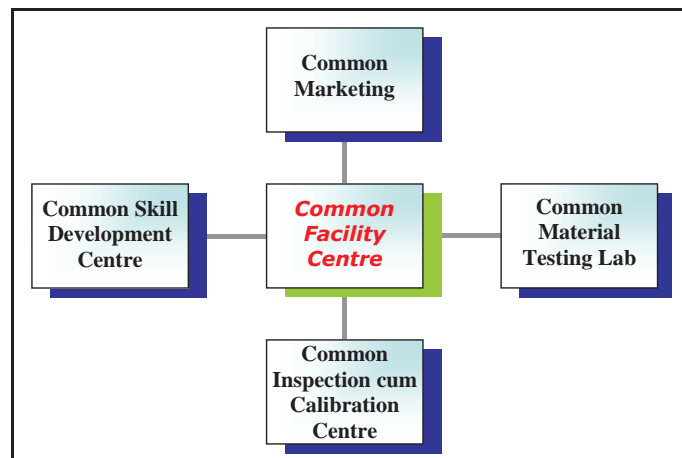 Common
Marketing
Common Skill
Development
Centre
Common
Facility
Centre
Common
Material
Testing Lab
Common
Inspection cum
Calibration
Centre